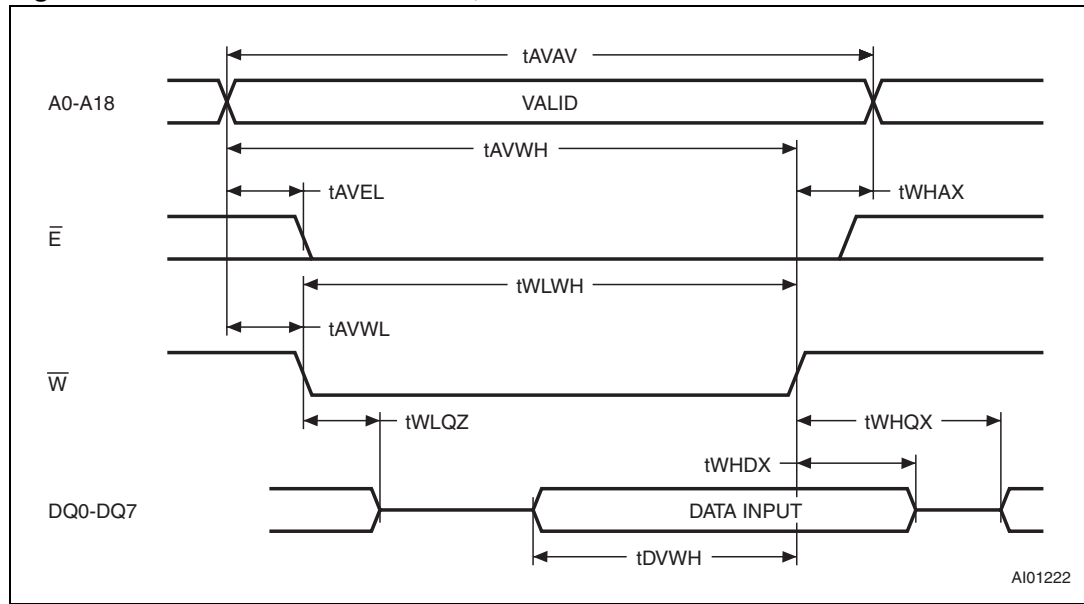 tAVAV
A0-A18
VALID
tAVWH
tAVEL
tWHAX
E̅
tWLWH
tAVWL
W̅
tWLQZ
tWHQX
tWHDX
DQ0-DQ7
DATA INPUT
tDVWH
AI01222